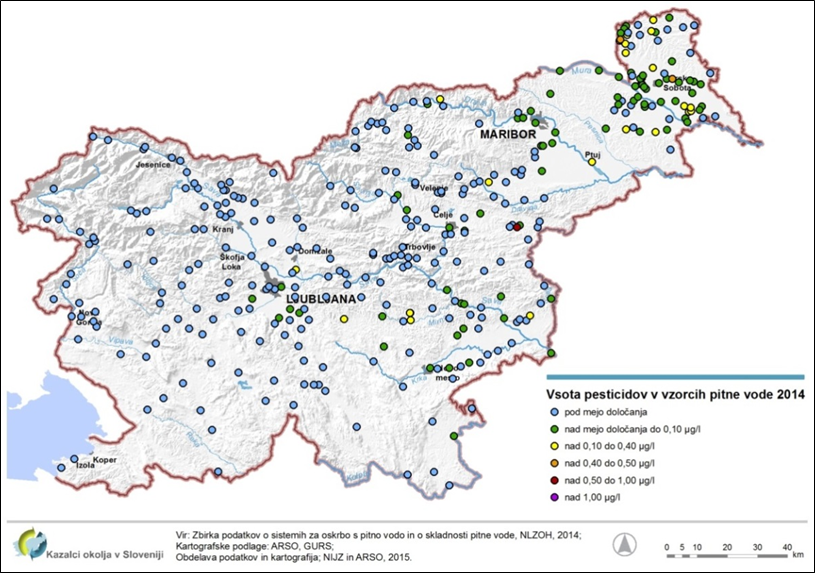 Mura
Sobota
MARIBOR
Ptuj
Jesenice
Velenje
Celje
Kranj
Trbovlje
Domžale
Škofja
Loka
LJUBLJANA
Nova
Gorica
Vipava
Krka
mesto
Kolpa
Koper
Izola
Vsota pesticidov v vzorcih pitne vode 2014
pod mejo določanja
nad mejo določanja do 0,10 µg/l
nad 0,10 do 0,40 µg/l
nad 0,40 do 0,50 µg/l
nad 0,50 do 1,00 µg/l
nad 1,00 µg/l
Kazalci okolja v Sloveniji
Vir: Zbirka podatkov o sistemih za oskrbo s pitno vodo in o skladnosti pitne vode, NLZOH, 2014;
Kartografske podlage: ARSO, GURS;
Obdelava podatkov in kartografija; NIJZ in ARSO, 2015.
0 5 10 20 30 40
km